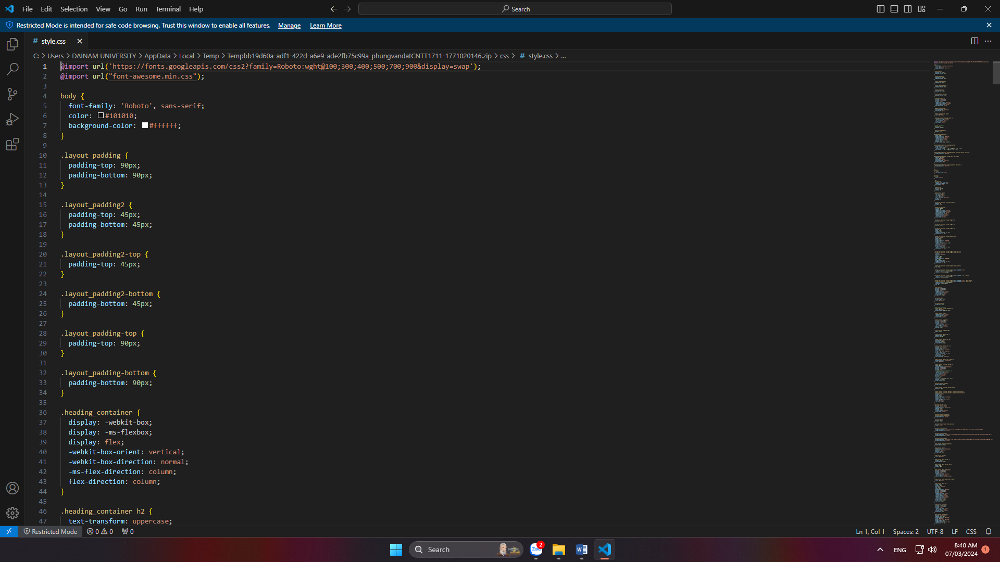 File Edit Selection View Go Run Terminal Help
Search
Restricted Mode is intended for safe code browsing. Trust this window to enable all features. Manage Learn More
# style.css
C: > Users > DAINAM UNIVERSITY > AppData > Local > Temp > Tempbb19d60a-adf1-422d-a6e9-ade2fb75c99a_phungvandatCNTT1711-1771020146.zip > css > # style.css > ...
1 @import url('https://fonts.googleapis.com/css2?family=Roboto:wght@100;300;400;500;700;900&display=swap');
2 @import url("font-awesome.min.css");
3
4 body {
5 font-family: 'Roboto', sans-serif;
6 color: #101010;
7 background-color: #ffffff;
8 }
9
10 .layout_padding {
11 padding-top: 90px;
12 padding-bottom: 90px;
13 }
14
15 .layout_padding2 {
16 padding-top: 45px;
17 padding-bottom: 45px;
18 }
19
20 .layout_padding2-top {
21 padding-top: 45px;
22 }
23
24 .layout_padding2-bottom {
25 padding-bottom: 45px;
26 }
27
28 .layout_padding-top {
29 padding-top: 90px;
30 }
31
32 .layout_padding-bottom {
33 padding-bottom: 90px;
34 }
35
36 .heading_container {
37 display: -webkit-box;
38 display: -ms-flexbox;
39 display: flex;
40 -webkit-box-orient: vertical;
41 -webkit-box-direction: normal;
42 -ms-flex-direction: column;
43 flex-direction: column;
44 }
45
46 .heading_container h2 {
47 text-transform: uppercase;
Restricted Mode 0 0 0 Ln 1, Col 1 Spaces: 2 UTF-8 LF CSS
Search Zalo 2 ENG 8:40 AM 1
07/03/2024